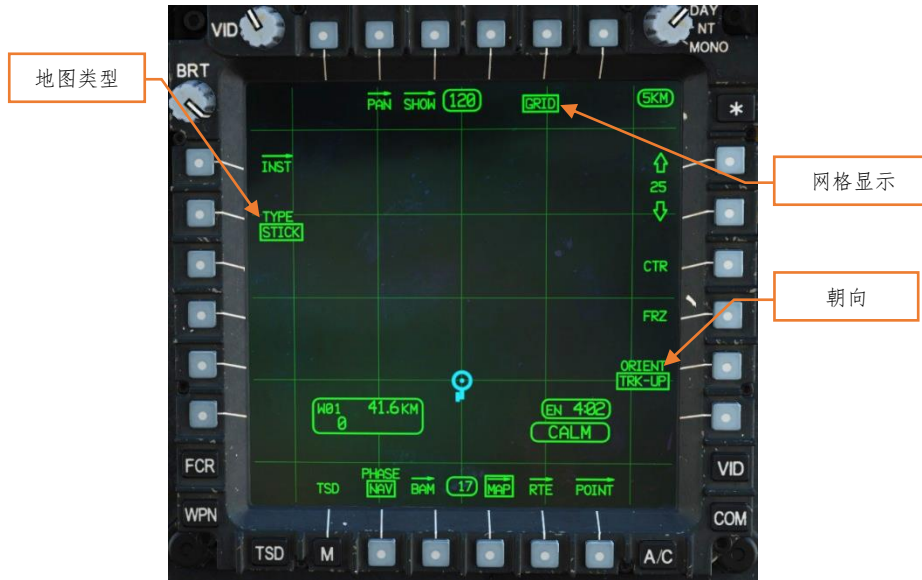 VID
DAY
NT
MONO
BRT
地图类型
PAN SHOW 120 GRID 5KM
*
INST
25
网格显示
TYPE
STICK
CTR
朝向
FRZ
ORIENT
TRK-UP
W01 41.6KM
0
EN 4:02
CALM
FCR
VID
PHASE
TSD NAV BAM 17 MAP RTE POINT
WPN
COM
TSD M A/C